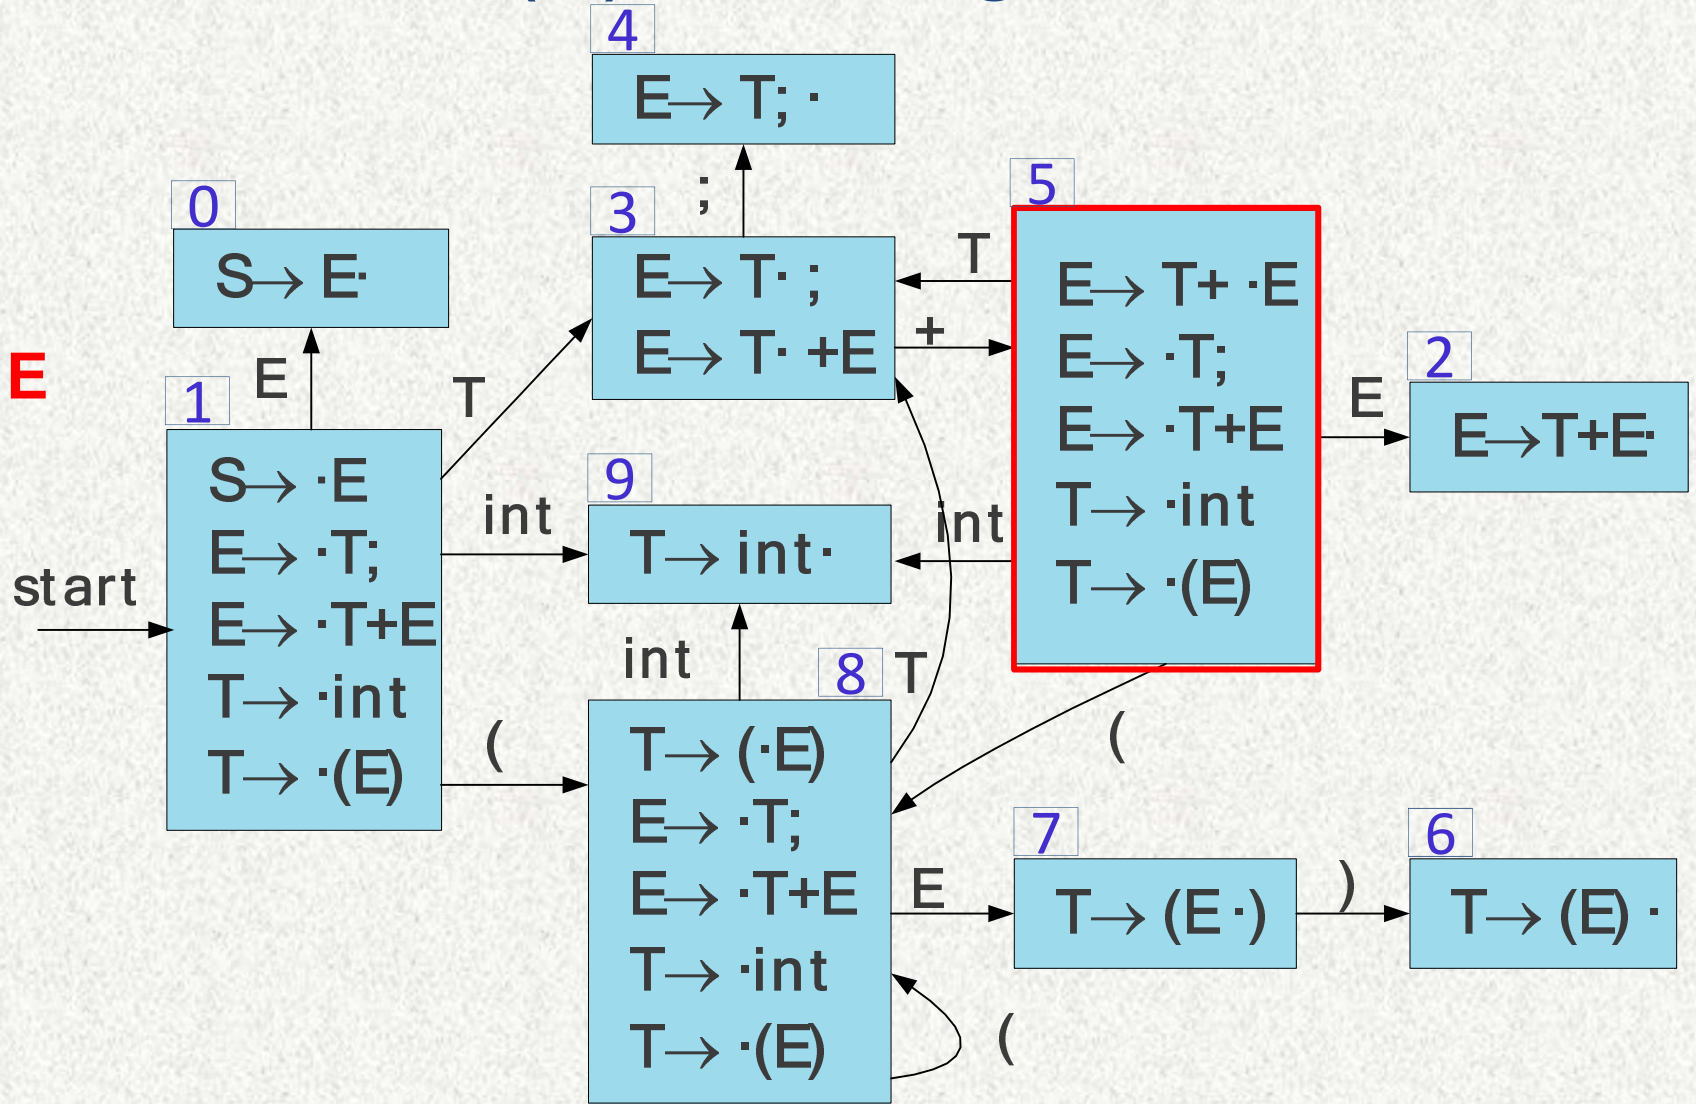 4
E→ T; ·
;
0
S→ E·
3
E→ T· ;
E→ T· +E
T
+
5
E→ T+ ·E
E→ ·T;
E→ ·T+E
T→ ·int
T→ ·(E)
E
2
E→T+E·
E
E
T
1
S→ ·E
E→ ·T;
E→ ·T+E
T→ ·int
T→ ·(E)
start
int
9
T→ int·
int
int
(
8
T
T→ (·E)
E→ ·T;
E→ ·T+E
T→ ·int
T→ ·(E)
(
E
7
T→ (E·)
)
6
T→ (E) ·
(